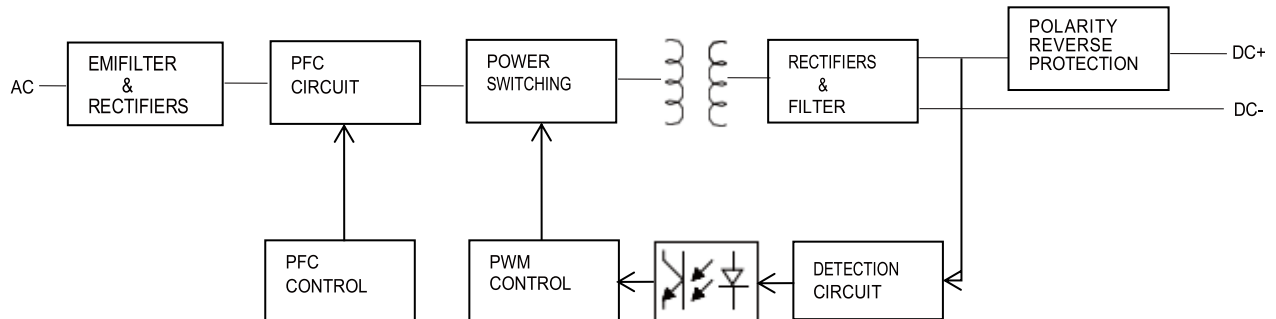 AC
EMIFILTER
&
RECTIFIERS
PFC
CIRCUIT
POWER
SWITCHING
RECTIFIERS
&
FILTER
POLARITY
REVERSE
PROTECTION
DC+
DC-
PFC
CONTROL
PWM
CONTROL
DETECTION
CIRCUIT